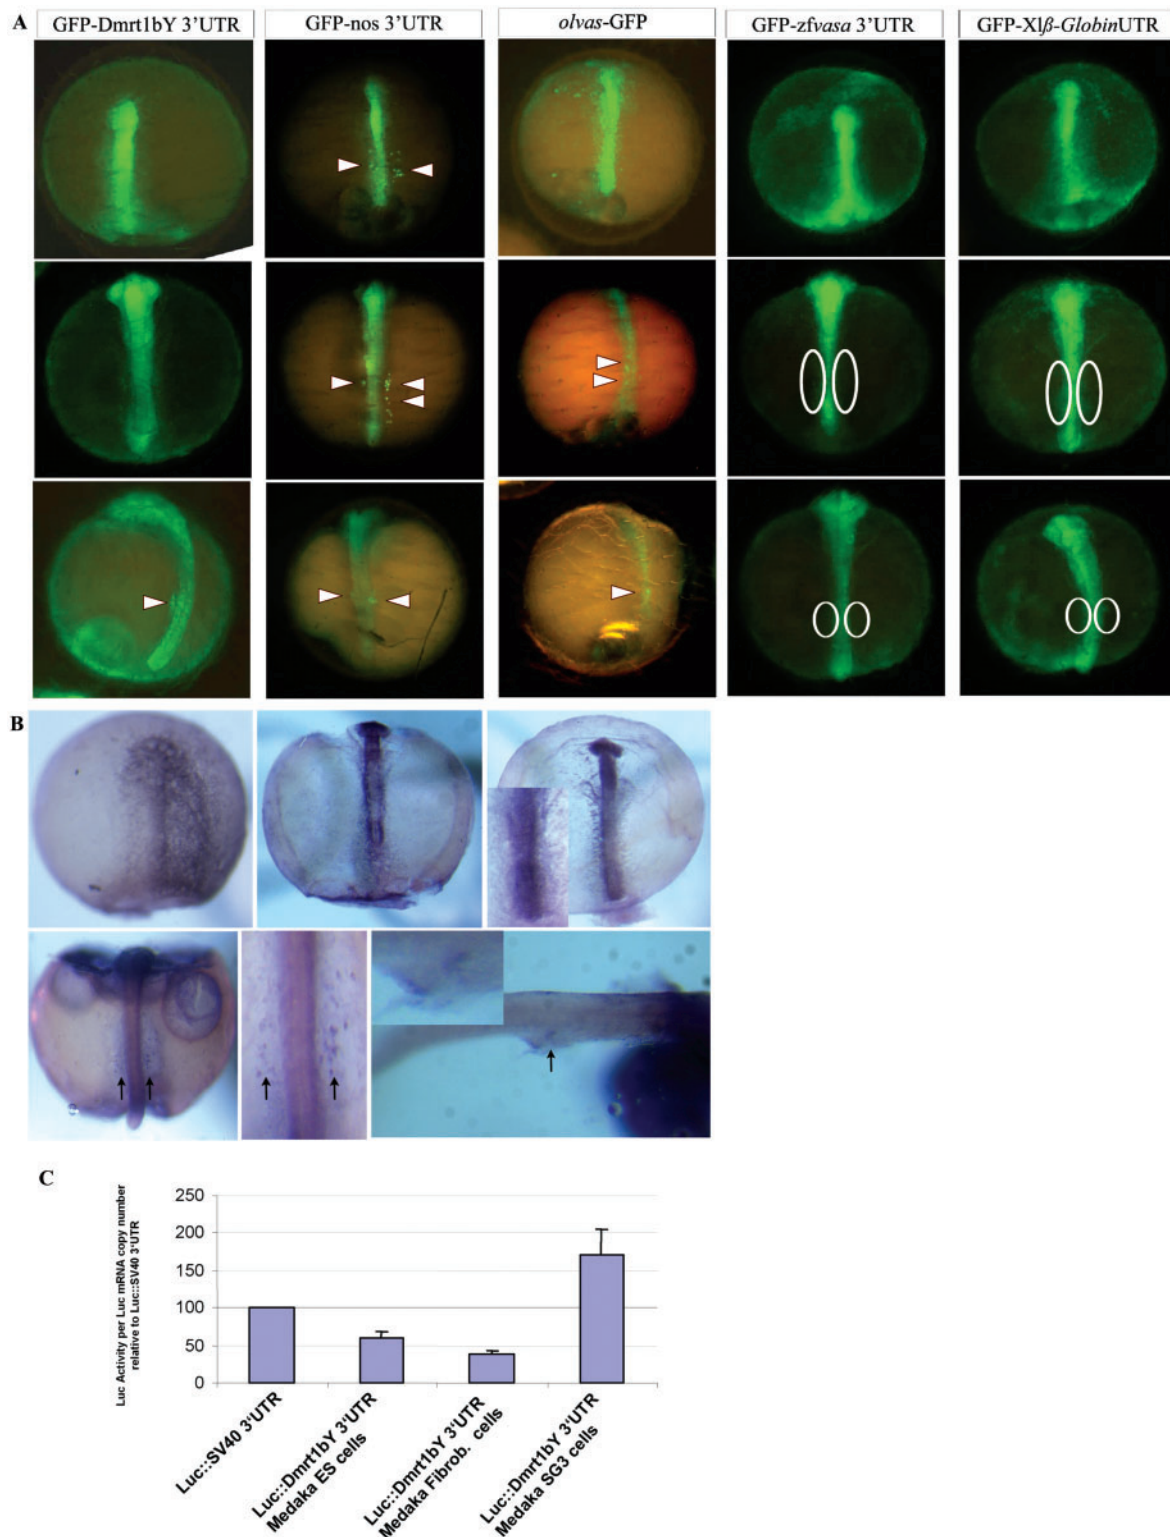 A
GFP-Dmrt1bY 3’UTR
GFP-nos 3’UTR
olvas-GFP
GFP-zfvasa 3’UTR
GFP-Xlβ-GlobinUTR
B
C
Luc Activity per Luc mRNA copy number
relative to Luc::SV40 3'UTR
250
200
150
100
50
0
Luc::SV40 3'UTR
Luc::Dmrt1bY 3'UTR
Medaka ES cells
Luc::Dmrt1bY 3'UTR
Medaka Fibrob. cells
Luc::Dmrt1bY 3'UTR
Medaka SG3 cells